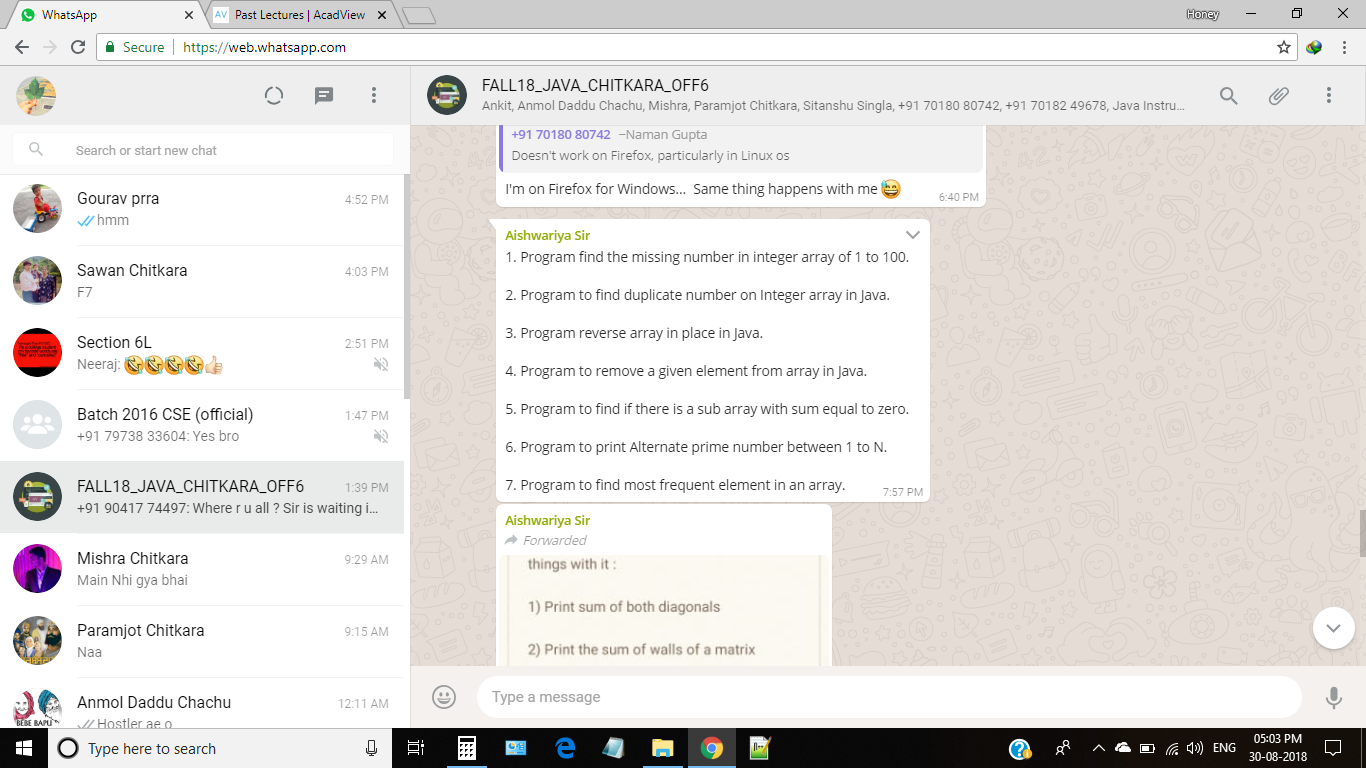 WhatsApp
Past Lectures | AcadView
Honey
Secure
https://web.whatsapp.com
Search or start new chat
Gourav prra
4:52 PM
hmm
Sawan Chitkara
4:03 PM
F7
Section 6L
2:51 PM
Neeraj: 🤣🤣🤣🤣👍🏻
Batch 2016 CSE (official)
1:47 PM
+91 79738 33604: Yes bro
FALL18_JAVA_CHITKARA_OFF6
1:39 PM
+91 90417 74497: Where r u all ? Sir is waiting i...
Mishra Chitkara
9:29 AM
Main Nhi gya bhai
Paramjot Chitkara
9:15 AM
Naa
Anmol Daddu Chachu
12:11 AM
Hostler ae o
BEBE BAPU
FALL18_JAVA_CHITKARA_OFF6
Ankit, Anmol Daddu Chachu, Mishra, Paramjot Chitkara, Sitanshu Singla, +91 70180 80742, +91 70182 49678, Java Instru...
+91 70180 80742 ~Naman Gupta
Doesn't work on Firefox, particularly in Linux os
I'm on Firefox for Windows... Same thing happens with me 😅
6:40 PM
Aishwariya Sir
1. Program find the missing number in integer array of 1 to 100.
2. Program to find duplicate number on Integer array in Java.
3. Program reverse array in place in Java.
4. Program to remove a given element from array in Java.
5. Program to find if there is a sub array with sum equal to zero.
6. Program to print Alternate prime number between 1 to N.
7. Program to find most frequent element in an array.
7:57 PM
Aishwariya Sir
Forwarded
things with it :
1) Print sum of both diagonals
2) Print the sum of walls of a matrix
Type a message
Type here to search
ENG
05:03 PM
30-08-2018